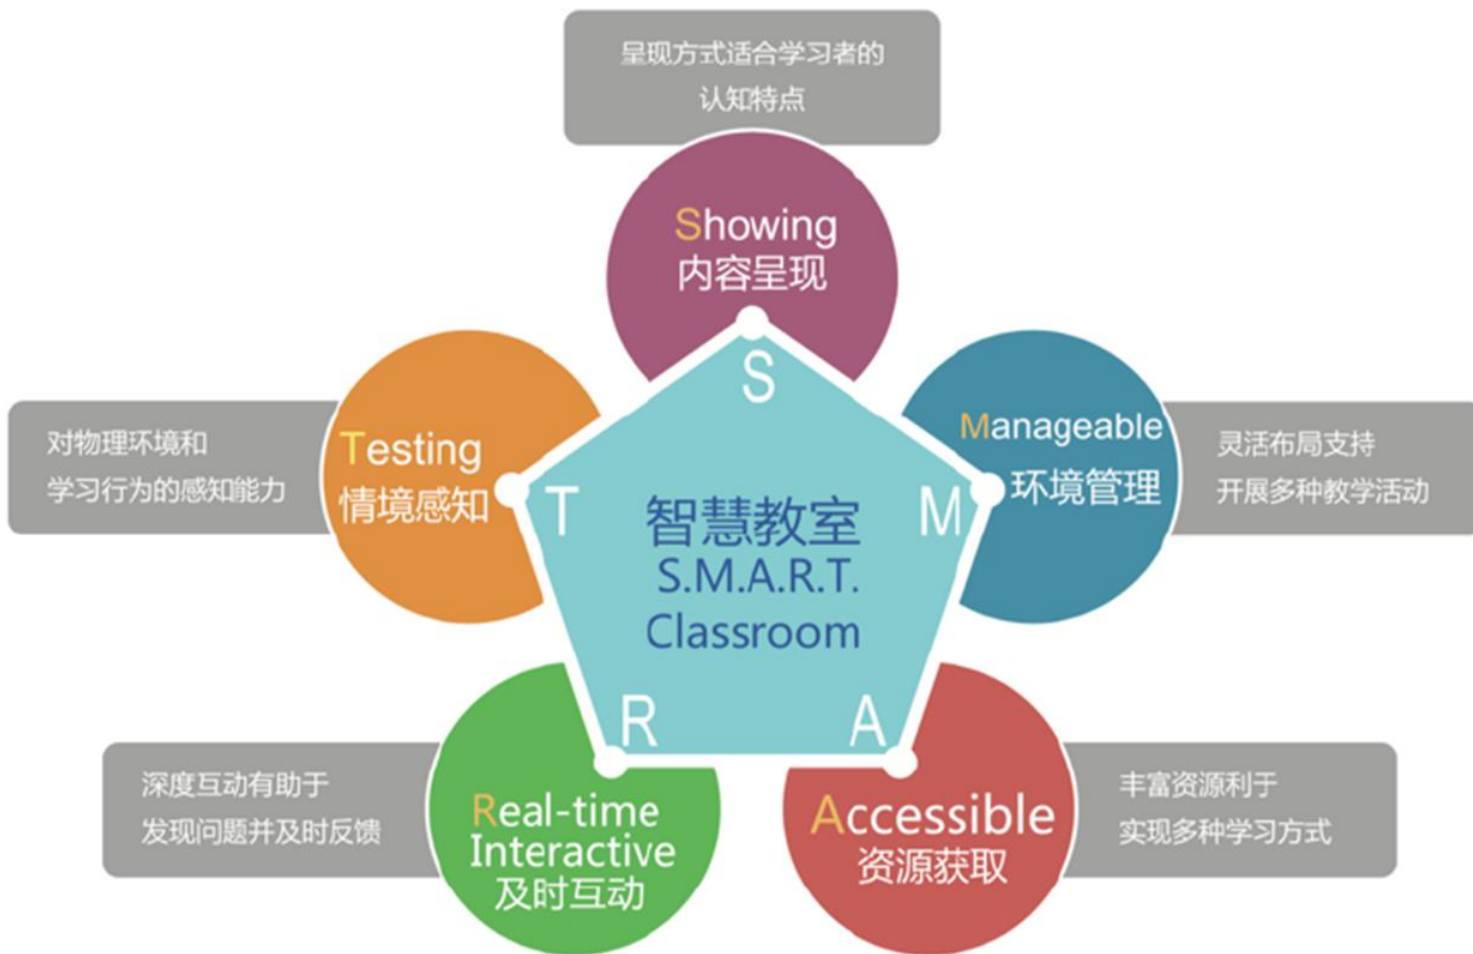 呈现方式适合学习者的
认知特点
Showing
内容呈现
S
Testing
情境感知
对物理环境和
学习行为的感知能力
T
Manageable
环境管理
灵活布局支持
开展多种教学活动
M
智慧教室
S.M.A.R.T.
Classroom
R
A
Real-time
Interactive
及时互动
深度互动有助于
发现问题并及时反馈
Accessible
资源获取
丰富资源利于
实现多种学习方式